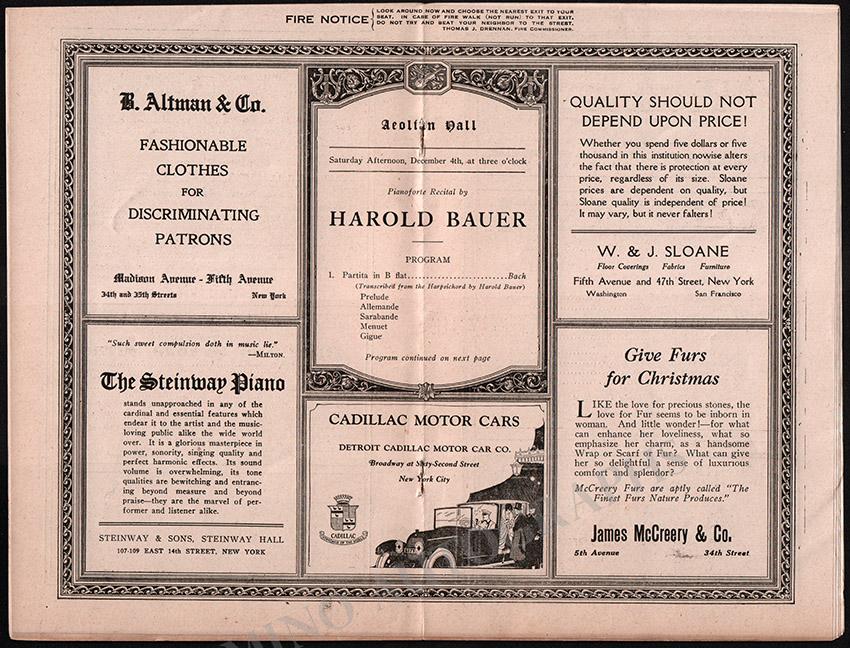 FIRE NOTICE
LOOK AROUND NOW AND CHOOSE THE NEAREST EXIT TO YOUR
SEAT. IN CASE OF FIRE WALK (NOT RUN) TO THAT EXIT.
DO NOT TRY AND BEAT YOUR NEIGHBOR TO THE STREET.
THOMAS J. DRENNAN, FIRE COMMISSIONER.
B. Altman & Co.
FASHIONABLE
CLOTHES
FOR
DISCRIMINATING
PATRONS
Madison Avenue - Fifth Avenue
34th and 35th Streets New York
"Such sweet compulsion doth in music lie."
—MILTON.
The Steinway Piano
stands unapproached in any of the
cardinal and essential features which
endear it to the artist and the music-
loving public alike the wide world
over. It is a glorious masterpiece in
power, sonority, singing quality and
perfect harmonic effects. Its sound
volume is overwhelming, its tone
qualities are bewitching and entranc-
ing beyond measure and beyond
praise—they are the marvel of per-
former and listener alike.
STEINWAY & SONS, STEINWAY HALL
107-109 EAST 14th STREET, NEW YORK
Aeolian Hall
Saturday Afternoon, December 4th, at three o'clock
Pianoforte Recital by
HAROLD BAUER
PROGRAM
1. Partita in B flat..........................Bach
(Transcribed from the Harpsichord by Harold Bauer)
Prelude
Allemande
Sarabande
Menuet
Gigue
Program continued on next page
CADILLAC MOTOR CARS
DETROIT CADILLAC MOTOR CAR CO.
Broadway at Sixty-Second Street
New York City
CADILLAC
QUALITY SHOULD NOT
DEPEND UPON PRICE!
Whether you spend five dollars or five
thousand in this institution nowise alters
the fact that there is protection at every
price, regardless of its size. Sloane
prices are dependent on quality, but
Sloane quality is independent of price!
It may vary, but it never falters!
W. & J. SLOANE
Floor Coverings Fabrics Furniture
Fifth Avenue and 47th Street, New York
Washington San Francisco
Give Furs
for Christmas
LIKE the love for precious stones, the
love for Fur seems to be inborn in
woman. And little wonder!—for what
can enhance her loveliness, what so
emphasize her charm, as a handsome
Wrap or Scarf of Fur? What can give
her so delightful a sense of luxurious
comfort and splendor?
McCreery Furs are aptly called "The
Finest Furs Nature Produces."
James McCreery & Co.
5th Avenue 34th Street